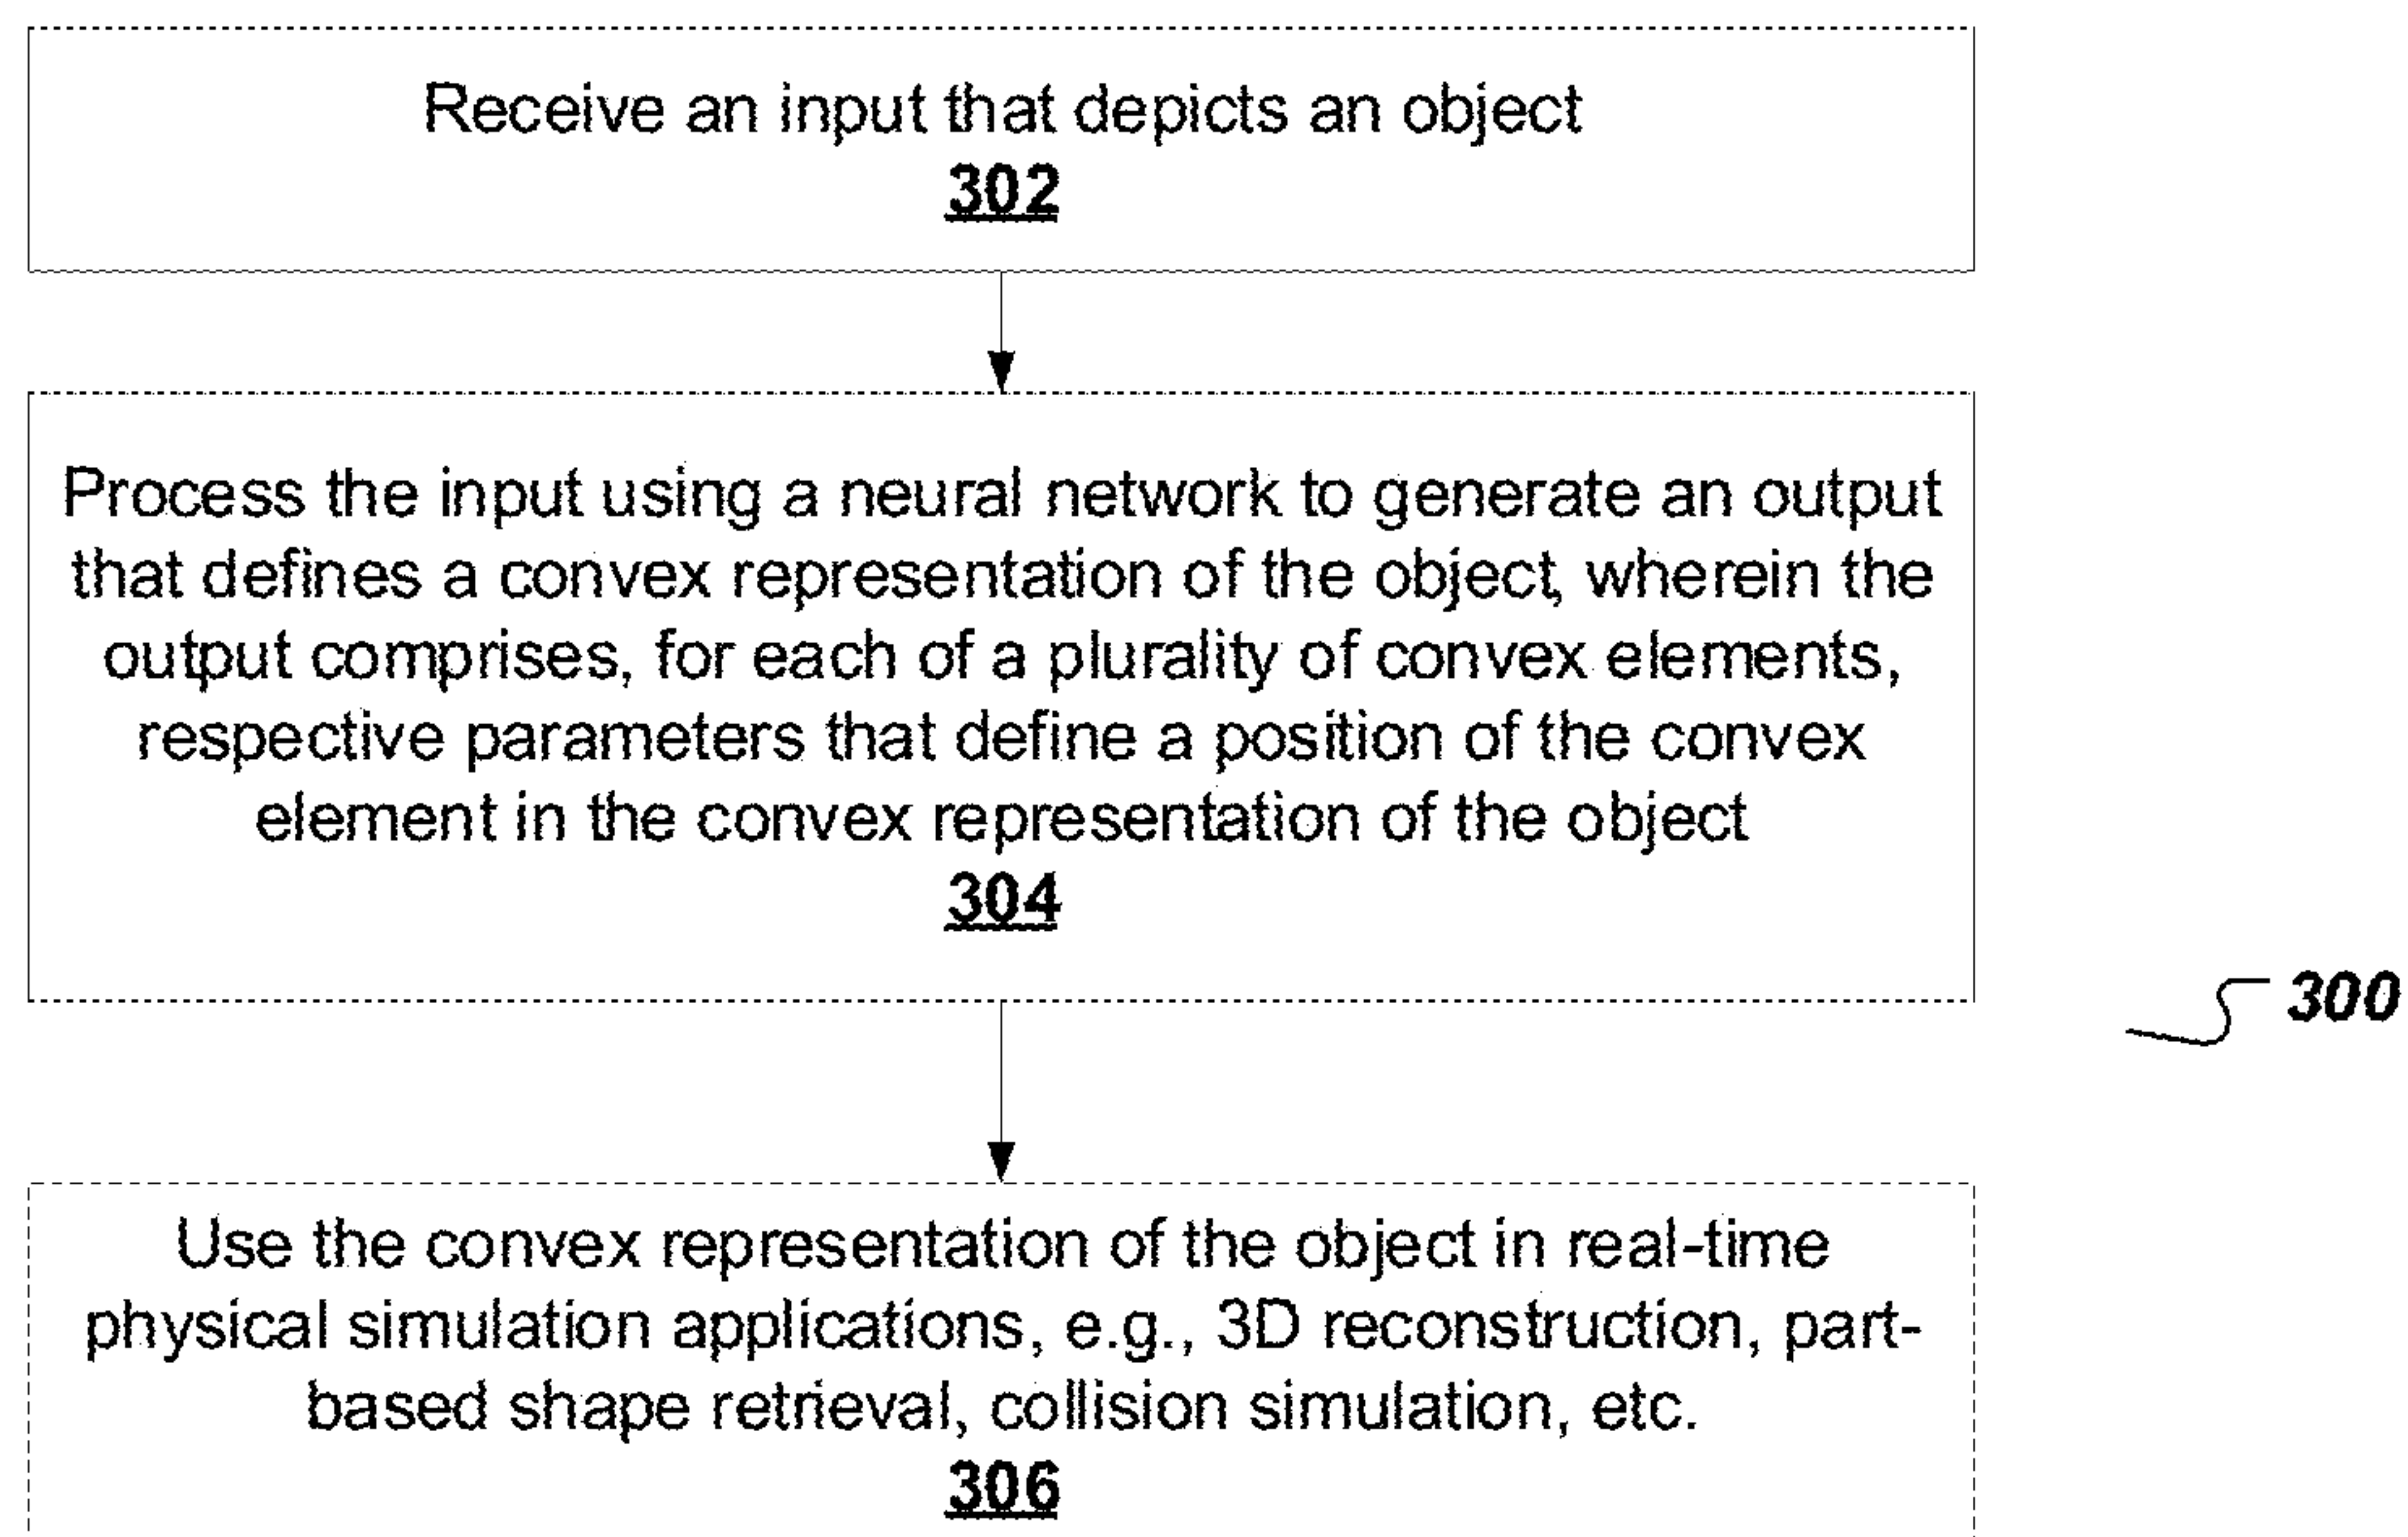 Receive an input that depicts an object
302
Process the input using a neural network to generate an output
that defines a convex representation of the object, wherein the
output comprises, for each of a plurality of convex elements,
respective parameters that define a position of the convex
element in the convex representation of the object
304
300
Use the convex representation of the object in real-time
physical simulation applications, e.g., 3D reconstruction, part-
based shape retrieval, collision simulation, etc.
306